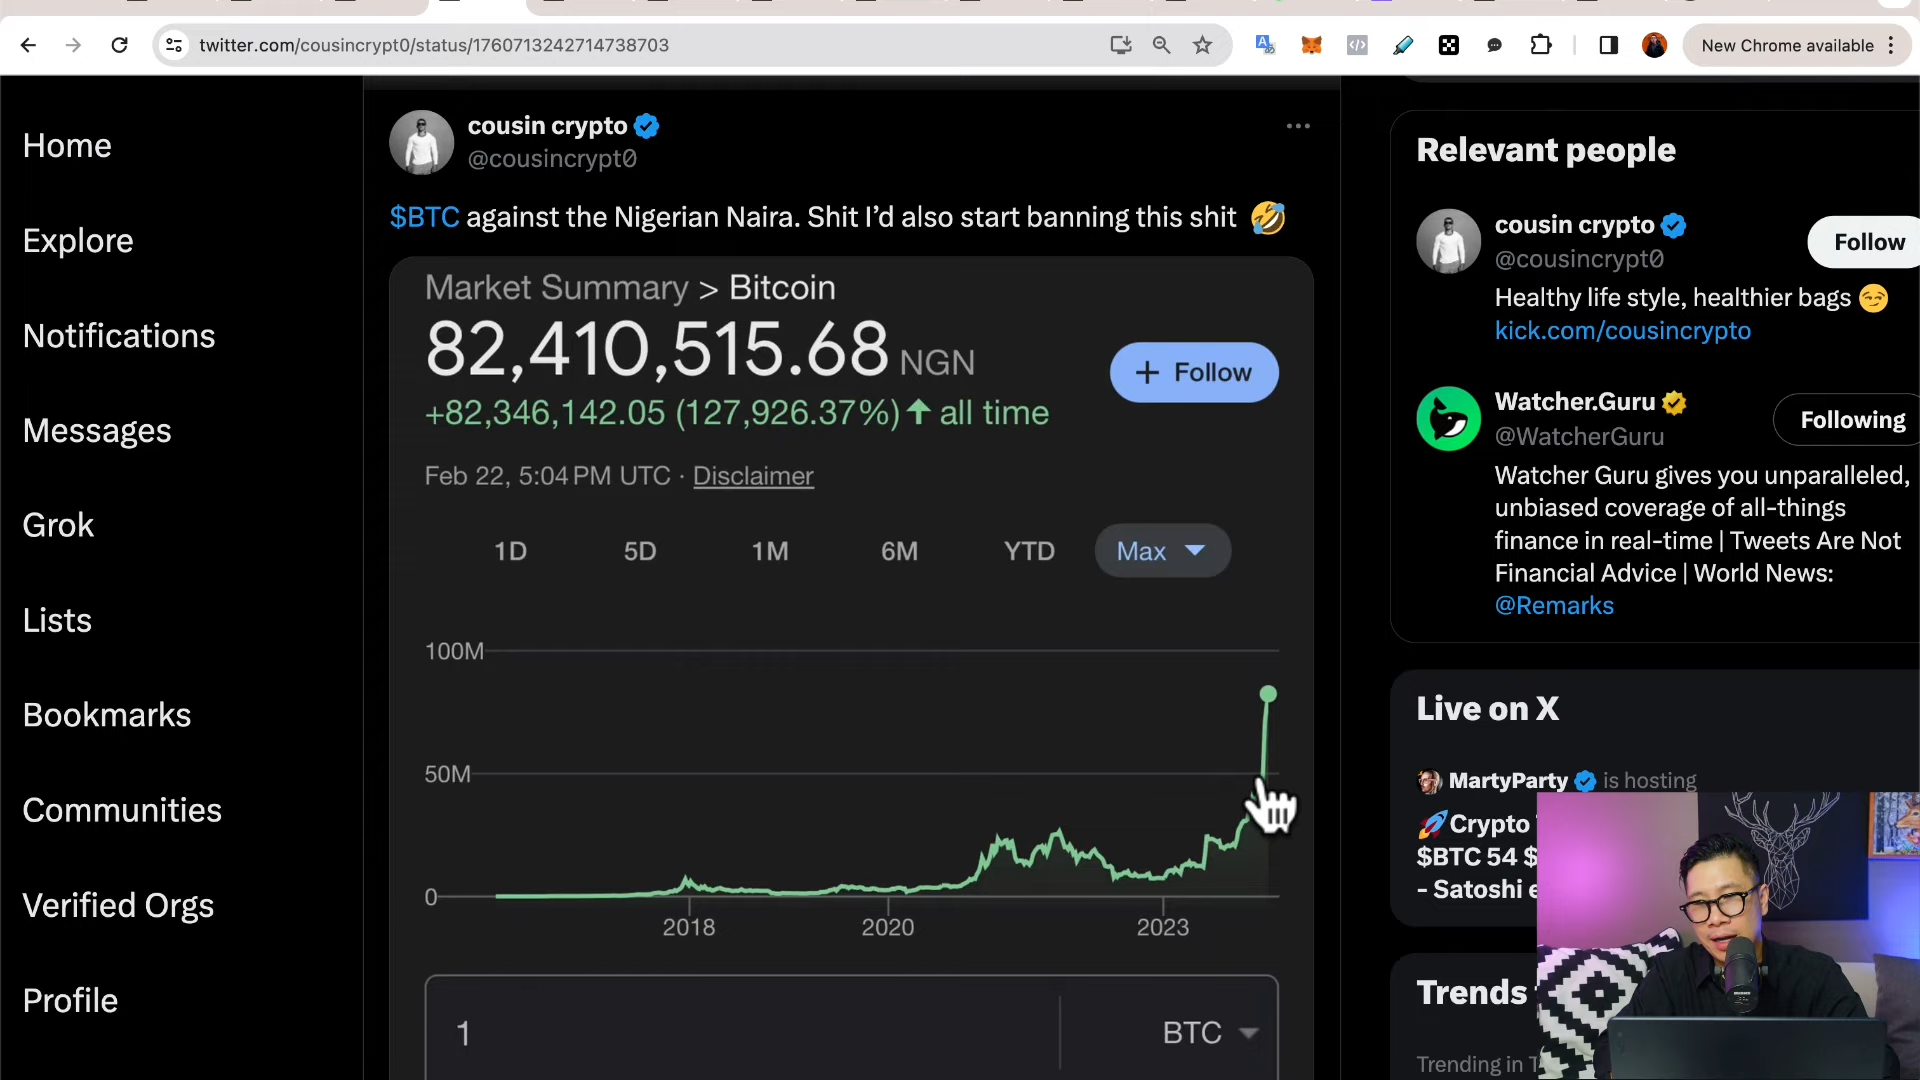 twitter.com/cousincrypt0/status/1760713242714738703
New Chrome available
Home
Explore
Notifications
Messages
Grok
Lists
Bookmarks
Communities
Verified Orgs
Profile
cousin crypto
@cousincrypt0
$BTC against the Nigerian Naira. Shit I’d also start banning this shit 🤣
Market Summary > Bitcoin
82,410,515.68 NGN
+ Follow
+82,346,142.05 (127,926.37%) ↑ all time
Feb 22, 5:04 PM UTC · Disclaimer
1D 5D 1M 6M YTD Max
100M
50M
0
2018 2020 2023
1 BTC
Relevant people
cousin crypto
Follow
@cousincrypt0
Healthy life style, healthier bags 😏
kick.com/cousincrypto
Watcher.Guru
Following
@WatcherGuru
Watcher Guru gives you unparalleled,
unbiased coverage of all-things
finance in real-time | Tweets Are Not
Financial Advice | World News:
@Remarks
Live on X
MartyParty is hosting
🚀Crypto
$BTC 54 $
- Satoshi
Trends
Trending in